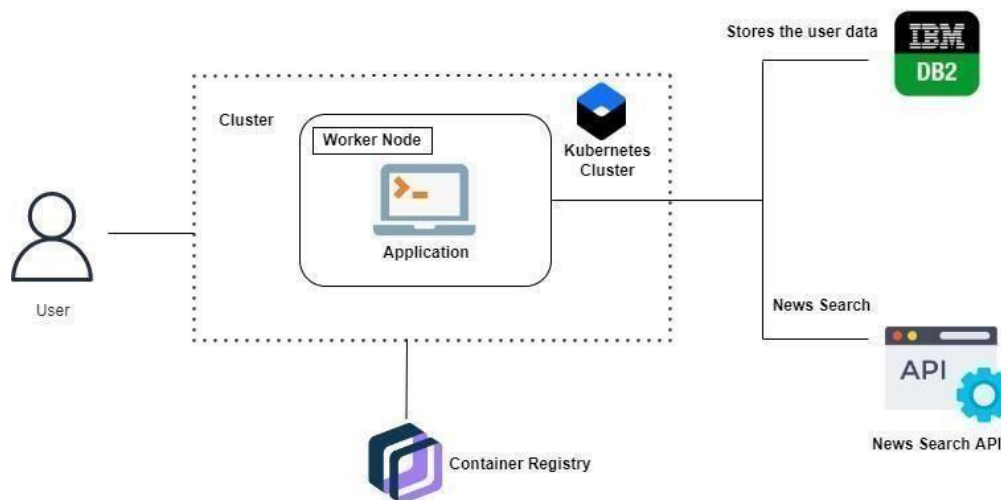 Stores the user data
IBM
DB2
Cluster
Worker Node
Kubernetes
Cluster
Application
User
News Search
API
News Search API
Container Registry